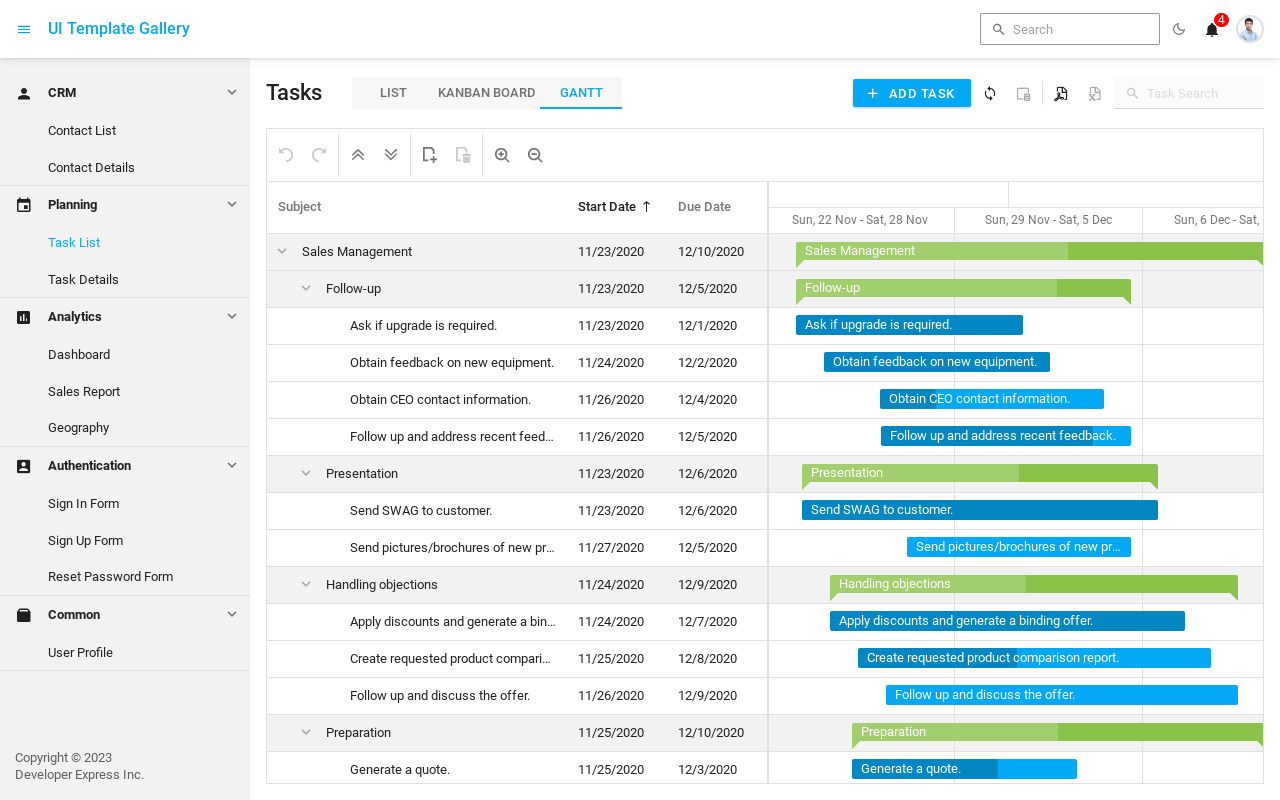 UI Template Gallery
Search
4
CRM
Contact List
Contact Details
Planning
Task List
Task Details
Analytics
Dashboard
Sales Report
Geography
Authentication
Sign In Form
Sign Up Form
Reset Password Form
Common
User Profile
Copyright © 2023
Developer Express Inc.
Tasks
LIST
KANBAN BOARD
GANTT
ADD TASK
Task Search
Subject
Start Date
Due Date
Sun, 22 Nov - Sat, 28 Nov
Sun, 29 Nov - Sat, 5 Dec
Sun, 6 Dec - Sat,
Sales Management 11/23/2020 12/10/2020 Sales Management
Follow-up 11/23/2020 12/5/2020 Follow-up
Ask if upgrade is required. 11/23/2020 12/1/2020 Ask if upgrade is required.
Obtain feedback on new equipment. 11/24/2020 12/2/2020 Obtain feedback on new equipment.
Obtain CEO contact information. 11/26/2020 12/4/2020 Obtain CEO contact information.
Follow up and address recent feed... 11/26/2020 12/5/2020 Follow up and address recent feedback.
Presentation 11/23/2020 12/6/2020 Presentation
Send SWAG to customer. 11/23/2020 12/6/2020 Send SWAG to customer.
Send pictures/brochures of new pr... 11/27/2020 12/5/2020 Send pictures/brochures of new pr...
Handling objections 11/24/2020 12/9/2020 Handling objections
Apply discounts and generate a bin... 11/24/2020 12/7/2020 Apply discounts and generate a binding offer.
Create requested product compari... 11/25/2020 12/8/2020 Create requested product comparison report.
Follow up and discuss the offer. 11/26/2020 12/9/2020 Follow up and discuss the offer.
Preparation 11/25/2020 12/10/2020 Preparation
Generate a quote. 11/25/2020 12/3/2020 Generate a quote.